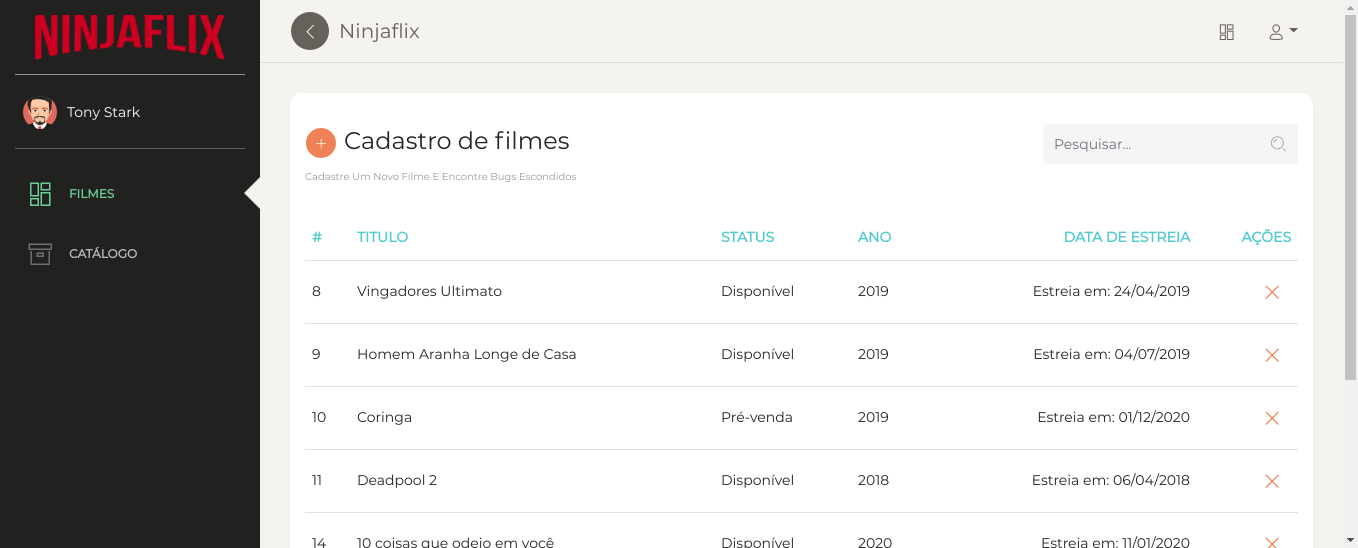 NINJAFLIX
Ninjaflix
Tony Stark
FILMES
CATÁLOGO
Cadastro de filmes
Pesquisar...
Cadastre Um Novo Filme E Encontre Bugs Escondidos
# TITULO STATUS ANO DATA DE ESTREIA AÇÕES
8 Vingadores Ultimato Disponível 2019 Estreia em: 24/04/2019
9 Homem Aranha Longe de Casa Disponível 2019 Estreia em: 04/07/2019
10 Coringa Pré-venda 2019 Estreia em: 01/12/2020
11 Deadpool 2 Disponível 2018 Estreia em: 06/04/2018
14 10 coisas que odeio em você Disponível 2020 Estreia em: 11/01/2020